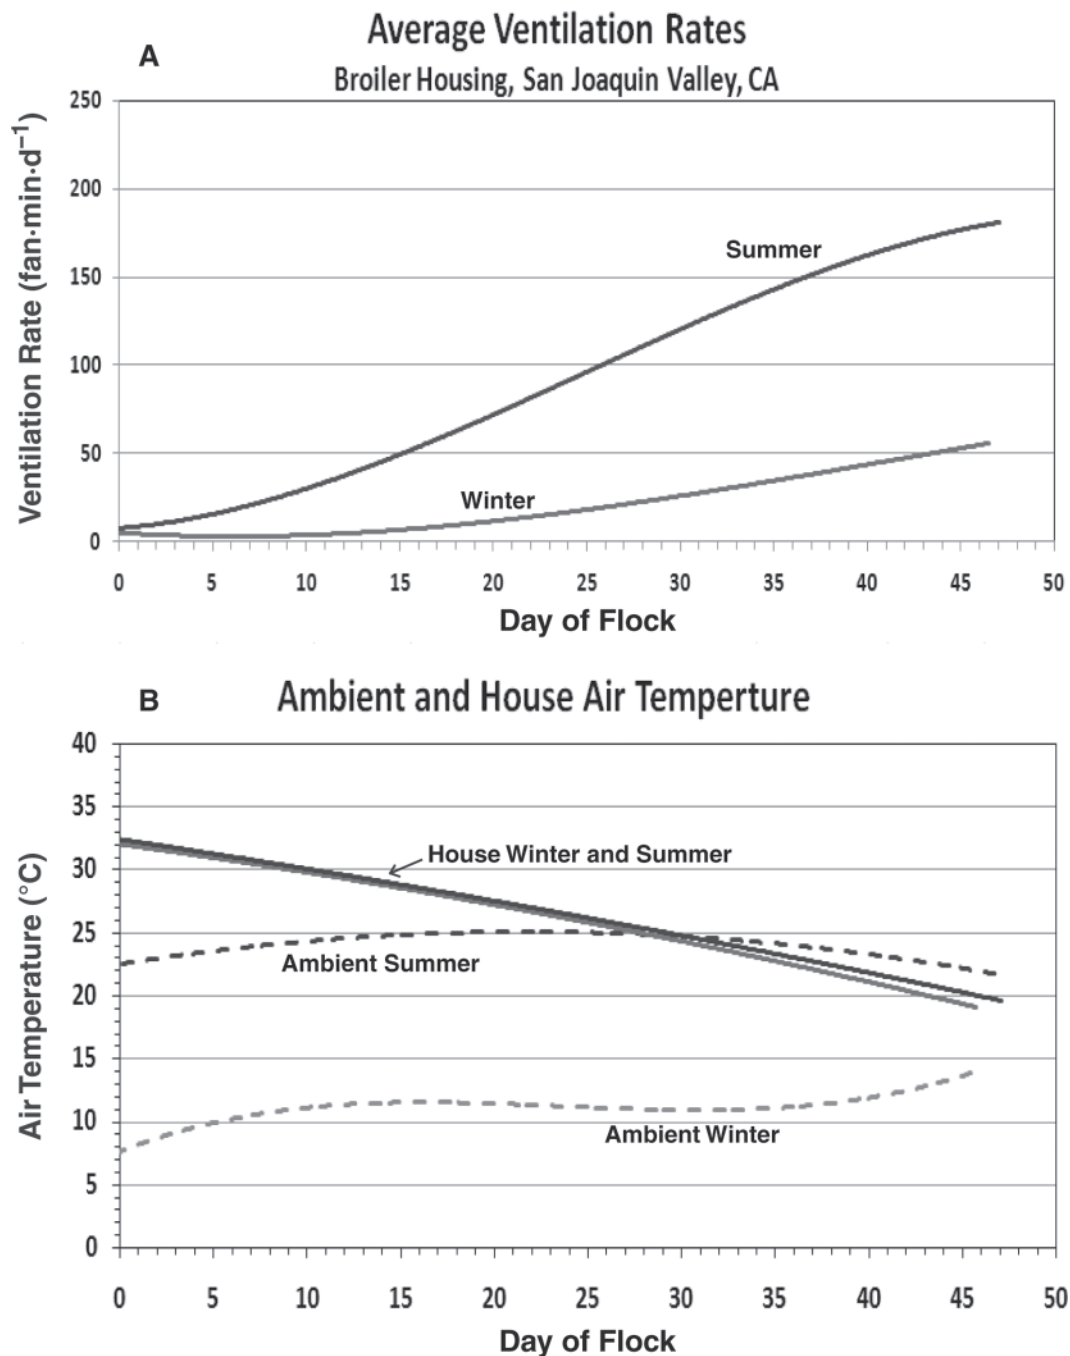 A
Average Ventilation Rates
Broiler Housing, San Joaquin Valley, CA
Ventilation Rate (fan·min·d⁻¹)
250
200
150
100
50
0
Summer
Winter
0 5 10 15 20 25 30 35 40 45 50
Day of Flock
B
Ambient and House Air Temperture
Air Temperature (°C)
40
35
30
25
20
15
10
5
0
House Winter and Summer
Ambient Summer
Ambient Winter
0 5 10 15 20 25 30 35 40 45 50
Day of Flock